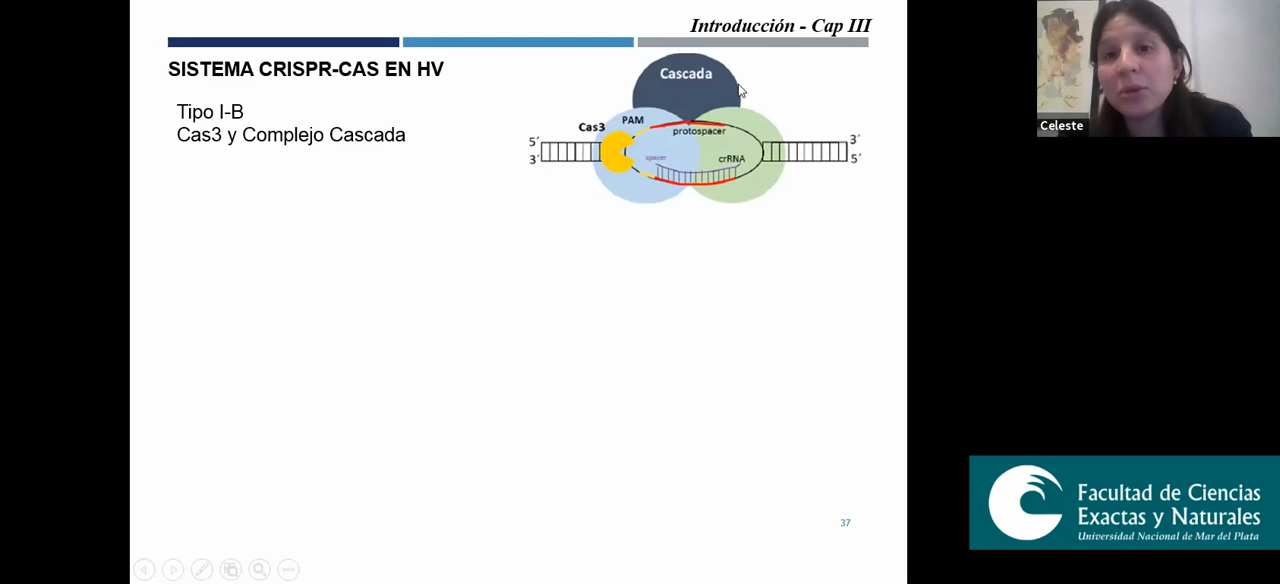 Introducción - Cap III
SISTEMA CRISPR-CAS EN HV
Tipo I-B
Cas3 y Complejo Cascada
Cascada
PAM
Cas3
protospacer
5´
3´
3´
5´
spacer
crRNA
37
Celeste
Facultad de Ciencias
Exactas y Naturales
Universidad Nacional de Mar del Plata